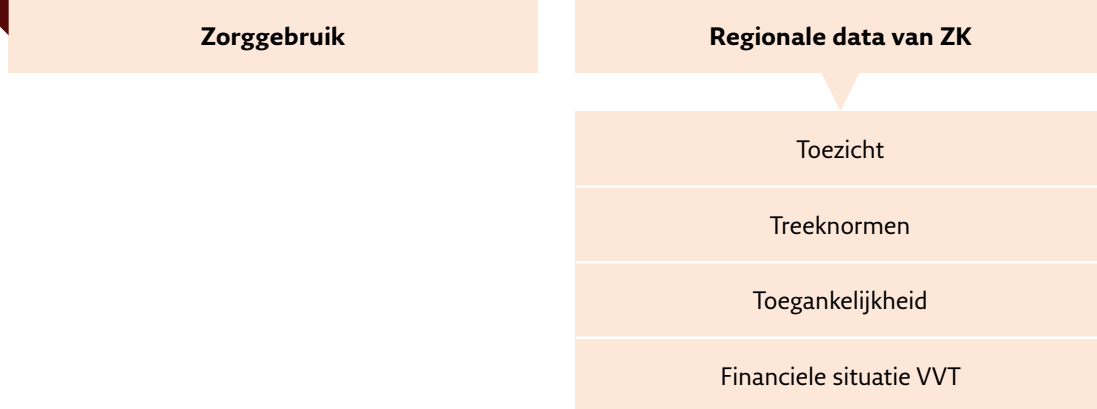 Zorggebruik
Regionale data van ZK
Toezicht
Treeknormen
Toegankelijkheid
Financiele situatie VVT